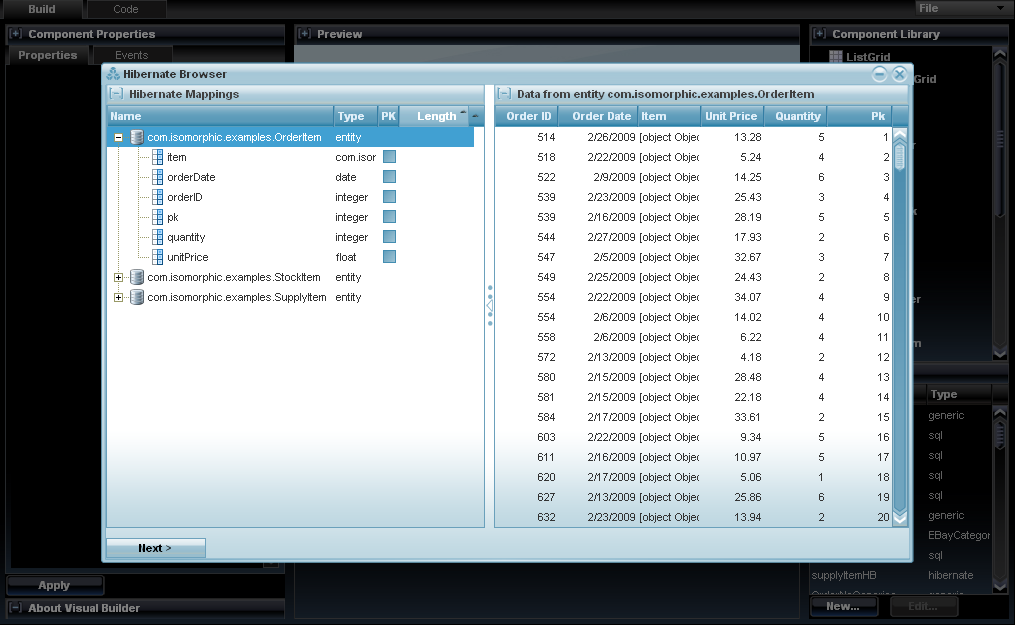 Build Code File
Component Properties Preview Component Library
Properties Events ListGrid
Hibernate Browser
Hibernate Mappings
Name Type PK Length
com.isomorphic.examples.OrderItem entity
item com.isor
orderDate date
orderID integer
pk integer
quantity integer
unitPrice float
com.isomorphic.examples.StockItem entity
com.isomorphic.examples.SupplyItem entity
Next >
Data from entity com.isomorphic.examples.OrderItem
Order ID Order Date Item Unit Price Quantity Pk
514 2/26/2009 [object Objec 13.28 5 1
518 2/22/2009 [object Objec 5.24 4 2
522 2/9/2009 [object Objec 14.25 6 3
539 2/23/2009 [object Objec 25.43 3 4
539 2/16/2009 [object Objec 28.19 5 5
544 2/27/2009 [object Objec 17.93 2 6
547 2/5/2009 [object Objec 32.67 3 7
549 2/25/2009 [object Objec 24.43 2 8
554 2/22/2009 [object Objec 34.07 4 9
554 2/6/2009 [object Objec 14.02 4 10
558 2/6/2009 [object Objec 6.22 4 11
572 2/13/2009 [object Objec 4.18 2 12
580 2/15/2009 [object Objec 28.48 4 13
581 2/15/2009 [object Objec 22.18 4 14
584 2/17/2009 [object Objec 33.61 2 15
603 2/22/2009 [object Objec 9.34 5 16
611 2/16/2009 [object Objec 10.97 5 17
620 2/17/2009 [object Objec 5.06 1 18
627 2/13/2009 [object Objec 25.86 6 19
632 2/23/2009 [object Objec 13.94 2 20
Grid
Type
generic
sql
sql
sql
sql
generic
EBayCategor
sql
supplyItemHB hibernate
New... Edit...
Apply
About Visual Builder